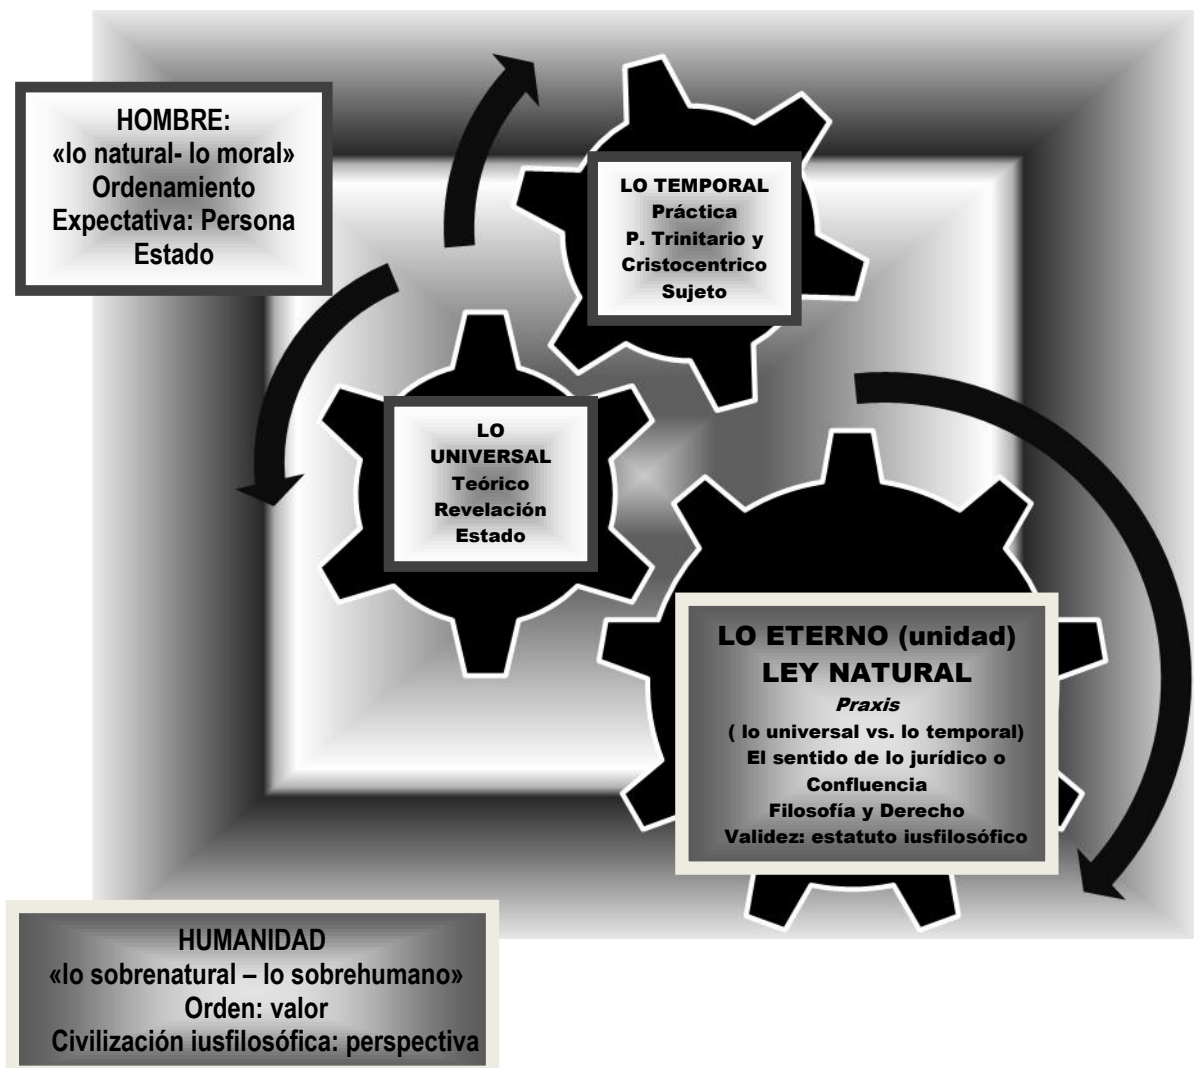 HOMBRE:
«lo natural- lo moral»
Ordenamiento
Expectativa: Persona
Estado
LO TEMPORAL
Práctica
P. Trinitario y
Cristocentrico
Sujeto
LO
UNIVERSAL
Teórico
Revelación
Estado
LO ETERNO (unidad)
LEY NATURAL
Praxis
( lo universal vs. lo temporal)
El sentido de lo jurídico o
Confluencia
Filosofía y Derecho
Validez: estatuto iusfilosófico
HUMANIDAD
«lo sobrenatural – lo sobrehumano»
Orden: valor
Civilización iusfilosófica: perspectiva